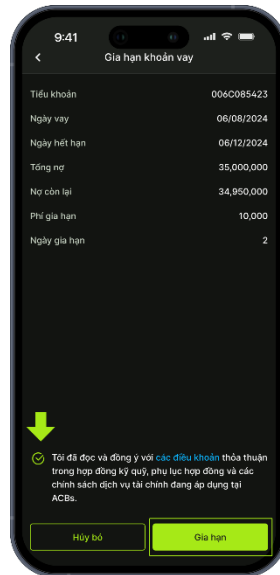 9:41
Gia hạn khoản vay
Tiểu khoản 006C085423
Ngày vay 06/08/2024
Ngày hết hạn 06/12/2024
Tổng nợ 35,000,000
Nợ còn lại 34,950,000
Phí gia hạn 10,000
Ngày gia hạn 2
Tôi đã đọc và đồng ý với các điều khoản thỏa thuận
trong hợp đồng ký quỹ, phụ lục hợp đồng và các
chính sách dịch vụ tài chính đang áp dụng tại
ACBs.
Hủy bỏ Gia hạn